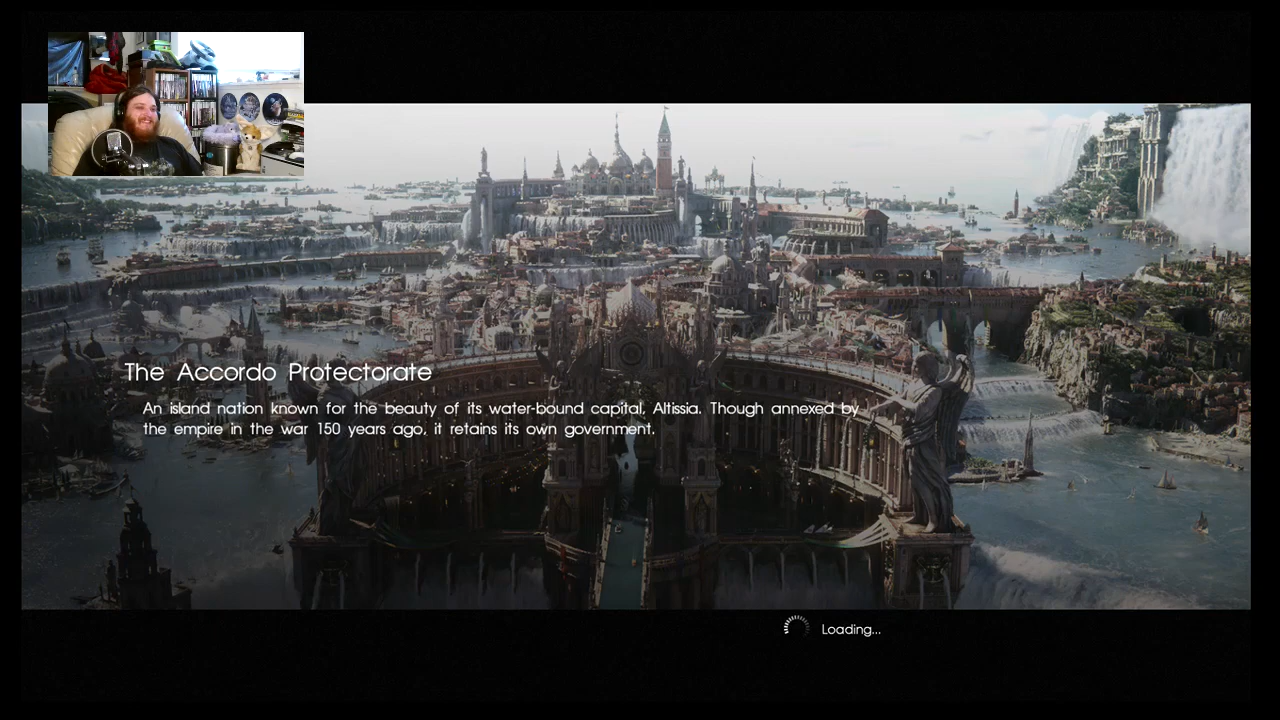 The Accordo Protectorate
An island nation known for the beauty of its water-bound capital, Altissia. Though annexed by
the empire in the war 150 years ago, it retains its own government.
Loading...